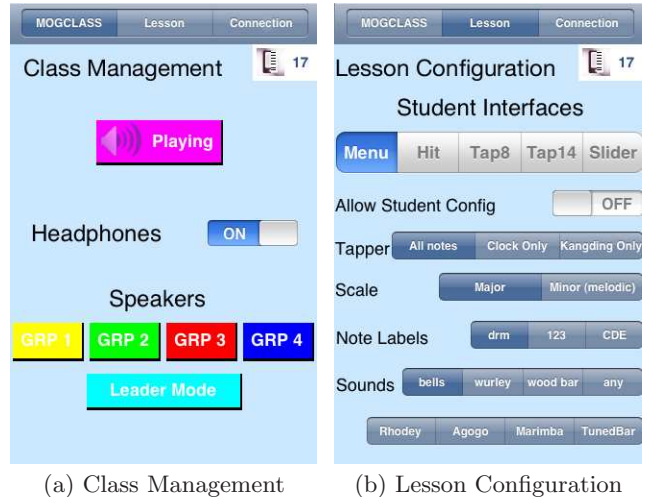 MOGCLASS Lesson Connection
Class Management 17
Playing
Headphones ON
Speakers
GRP 1 GRP 2 GRP 3 GRP 4
Leader Mode
(a) Class Management
MOGCLASS Lesson Connection
Lesson Configuration 17
Student Interfaces
Menu Hit Tap8 Tap14 Slider
Allow Student Config OFF
Tapper All notes Clock Only Kangding Only
Scale Major Minor (melodic)
Note Labels drm 123 CDE
Sounds bells wurley wood bar any
Rhodey Agogo Marimba TunedBar
(b) Lesson Configuration